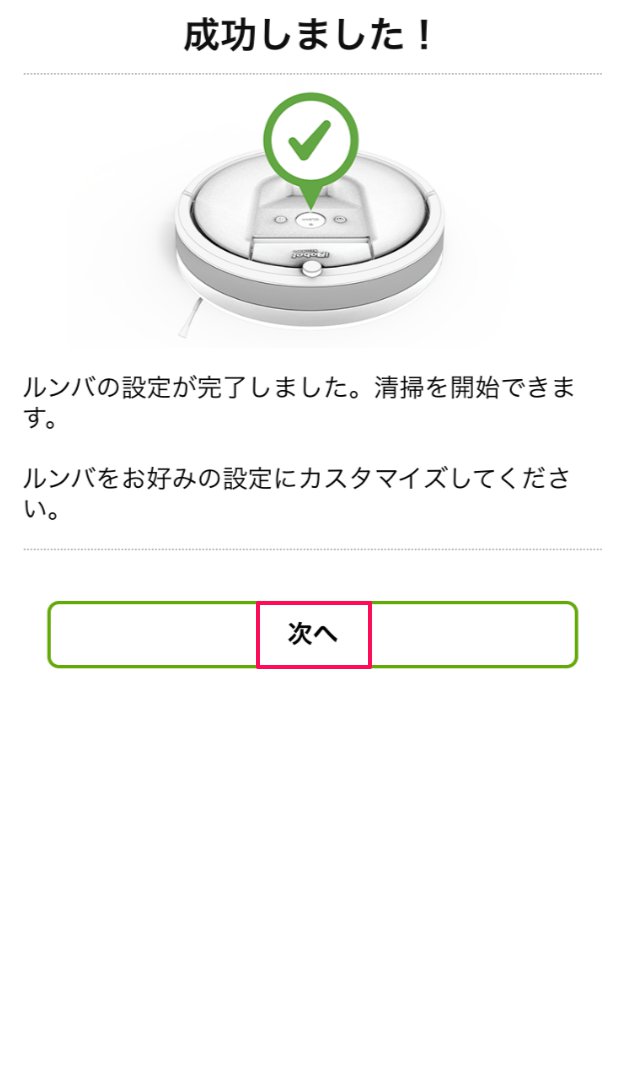 成功しました！
iRobot
ルンバの設定が完了しました。清掃を開始できま
す。
ルンバをお好みの設定にカスタマイズしてくださ
い。
次へ